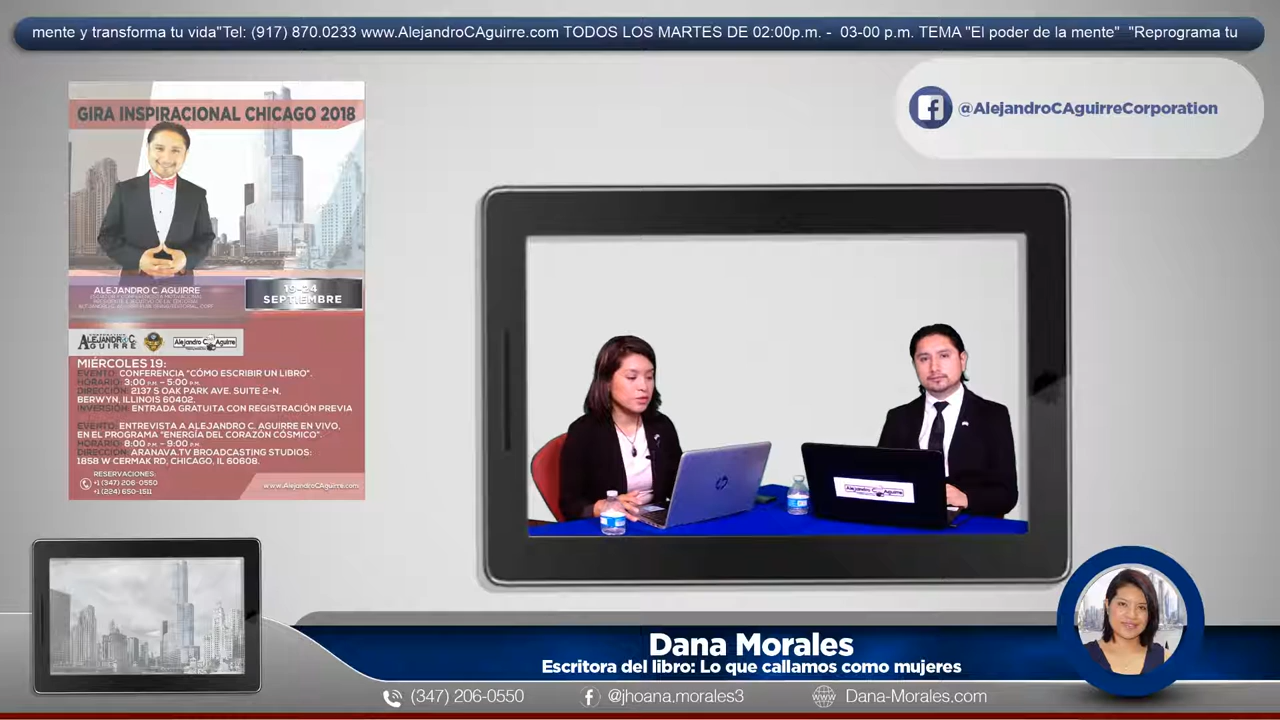 mente y transforma tu vida"Tel: (917) 870.0233 www.AlejandroCAguirre.com TODOS LOS MARTES DE 02:00p.m. - 03-00 p.m. TEMA "El poder de la mente" "Reprograma tu
@AlejandroCAguirreCorporation
GIRA INSPIRACIONAL CHICAGO 2018
ALEJANDRO C. AGUIRRE
19-24
SEPTIEMBRE
ALEJANDRO C.
AGUIRRE
Alejandro C Aguirre
MIÉRCOLES 19:
EVENTO: CONFERENCIA "CÓMO ESCRIBIR UN LIBRO".
HORARIO: 3:00 P.M. – 5:00 P.M.
DIRECCIÓN: 2137 S OAK PARK AVE. SUITE 2-N,
BERWYN, ILLINOIS 60402.
INVERSIÓN: ENTRADA GRATUITA CON REGISTRACIÓN PREVIA
EVENTO: ENTREVISTA A ALEJANDRO C. AGUIRRE EN VIVO,
EN EL PROGRAMA "ENERGÍA DEL CORAZÓN CÓSMICO".
HORARIO: 8:00 P.M. – 9:00 P.M.
DIRECCIÓN: ARANAVA.TV BROADCASTING STUDIOS:
1858 W CERMAK RD, CHICAGO, IL 60608.
RESERVACIONES:
+1 (347) 206-0550
+1 (224) 650-1511
www.AlejandroCAguirre.com
hp
Alejandro C Aguirre
Dana Morales
Escritora del libro: Lo que callamos como mujeres
(347) 206-0550
@jhoana.morales3
Dana-Morales.com